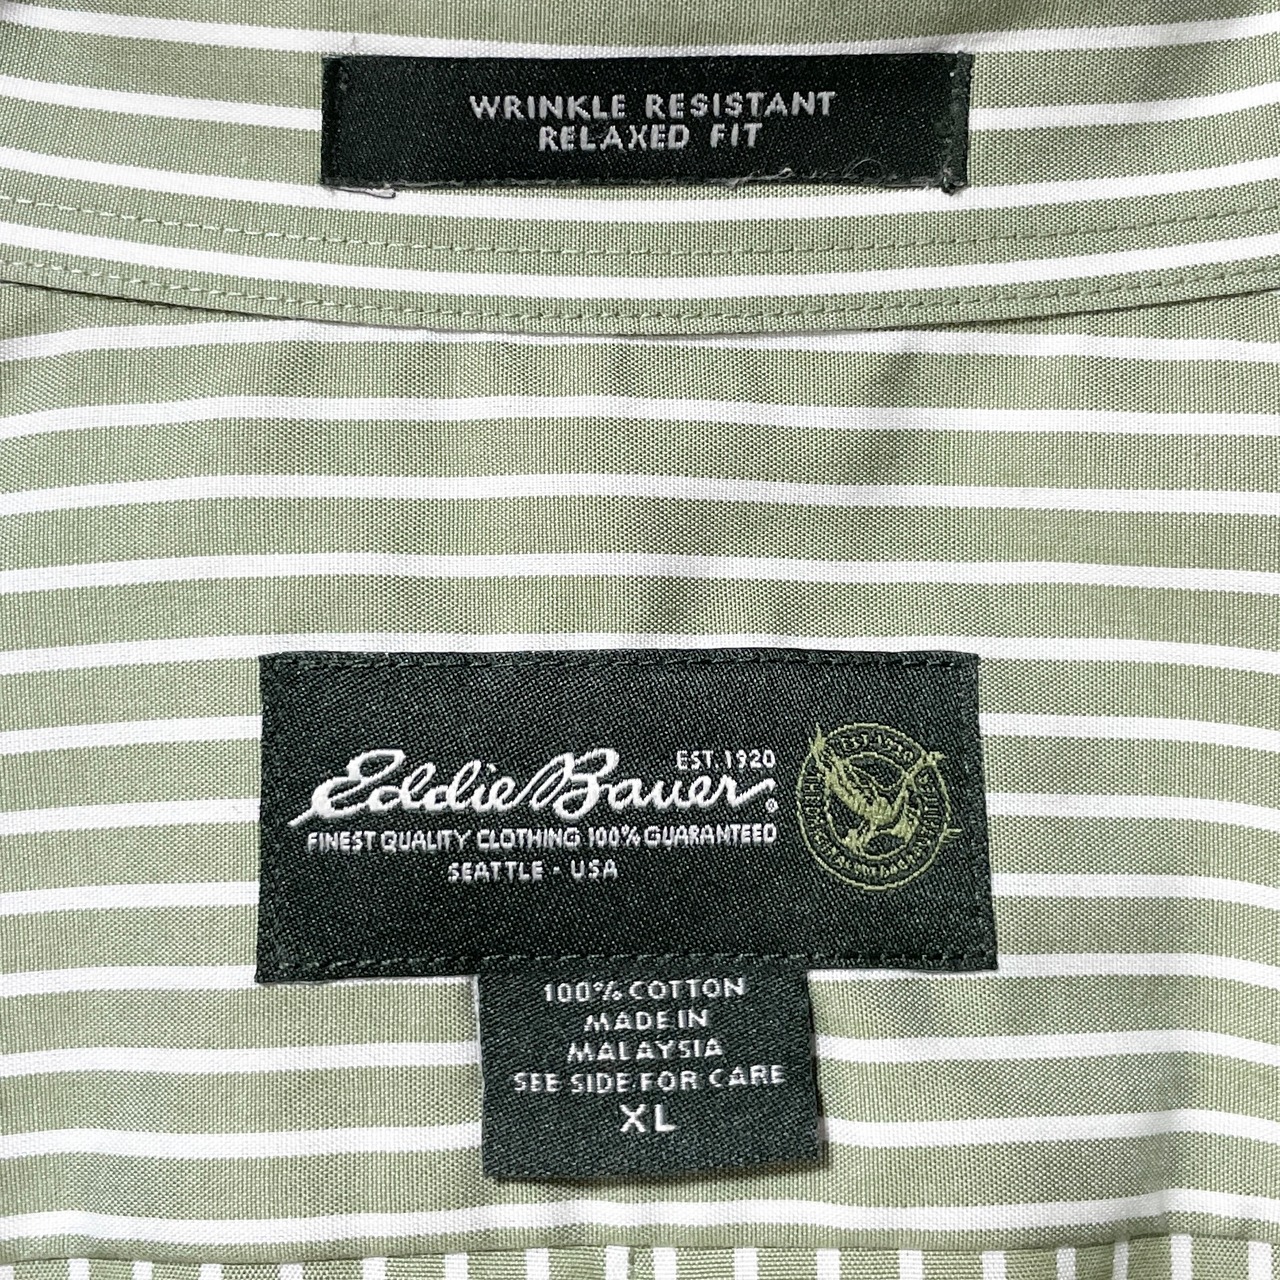 WRINKLE RESISTANT
RELAXED FIT
EST. 1920
Eddie Bauer®
FINEST QUALITY CLOTHING 100% GUARANTEED
SEATTLE - USA
100% COTTON
MADE IN
MALAYSIA
SEE SIDE FOR CARE
XL